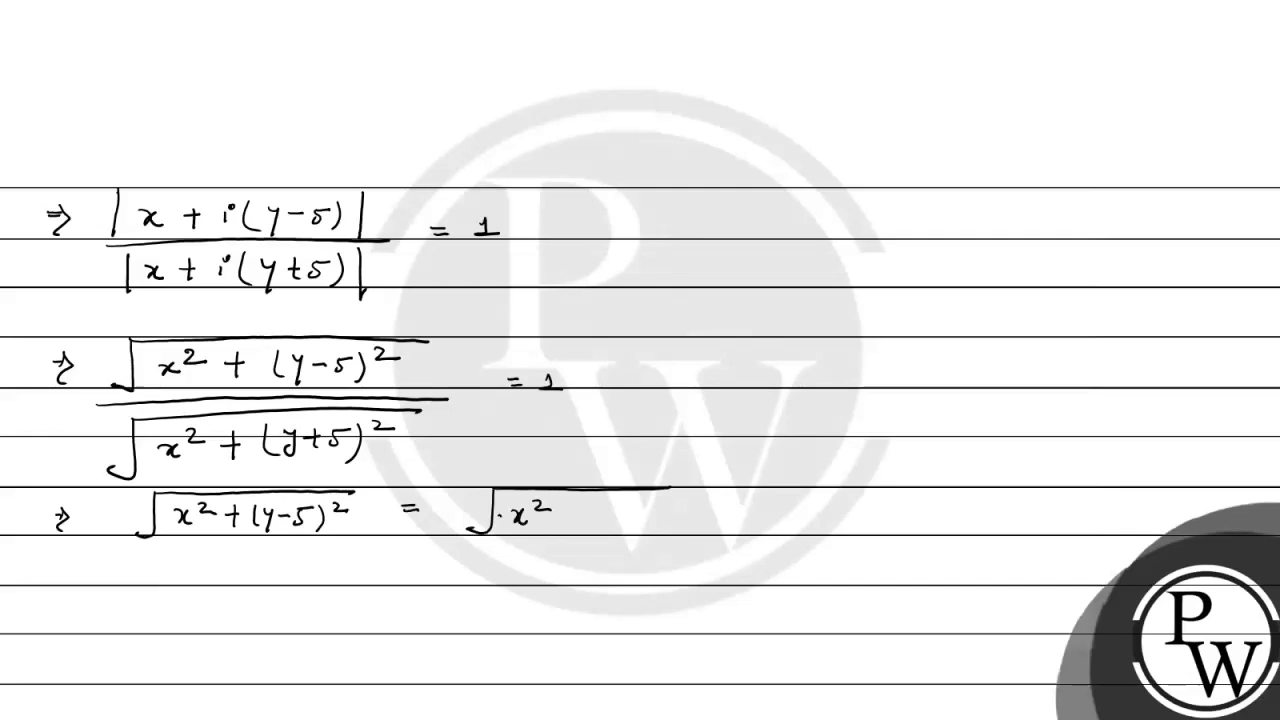 ⇒ |x + i(y-5)| / |x + i(y+5)| = 1
⇒ √(x² + (y-5)²) / √(x² + (y+5)²) = 1
⇒ √(x² + (y-5)²) = √(x²
PW
PW